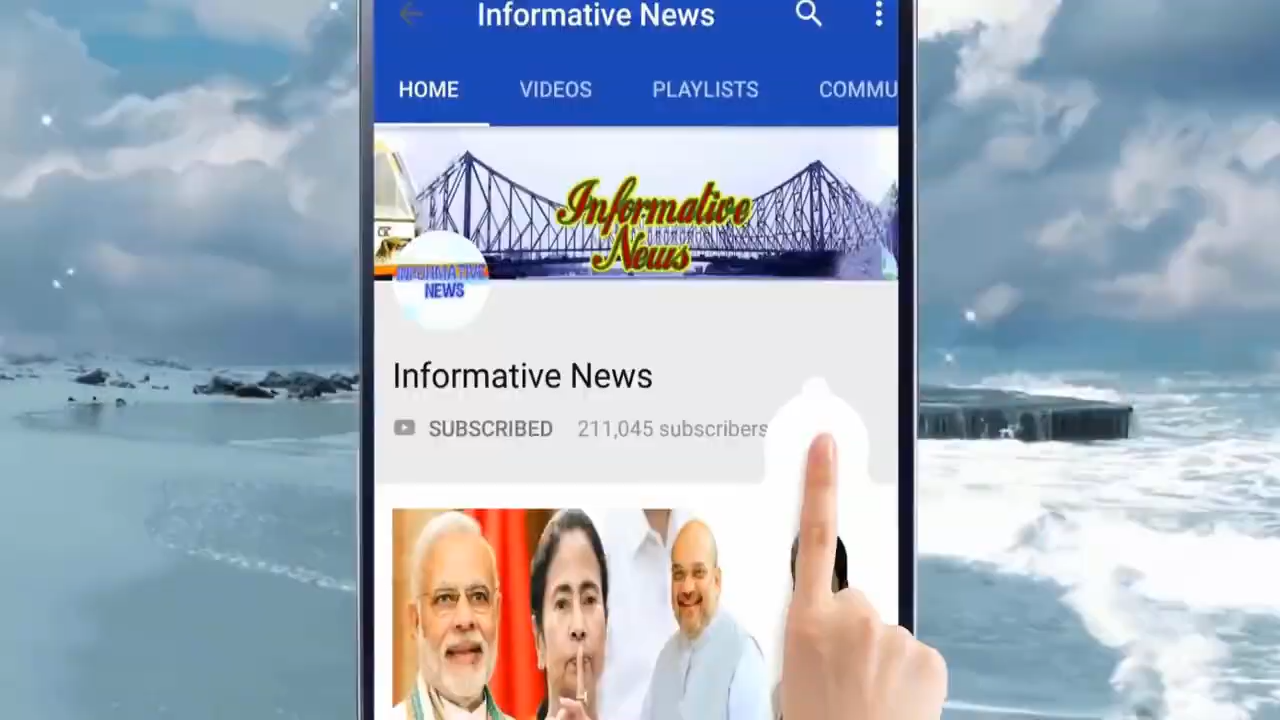 Informative News
HOME VIDEOS PLAYLISTS COMMU
Informative
News
INFORMATIVE
NEWS
Informative News
SUBSCRIBED 211,045 subscribers